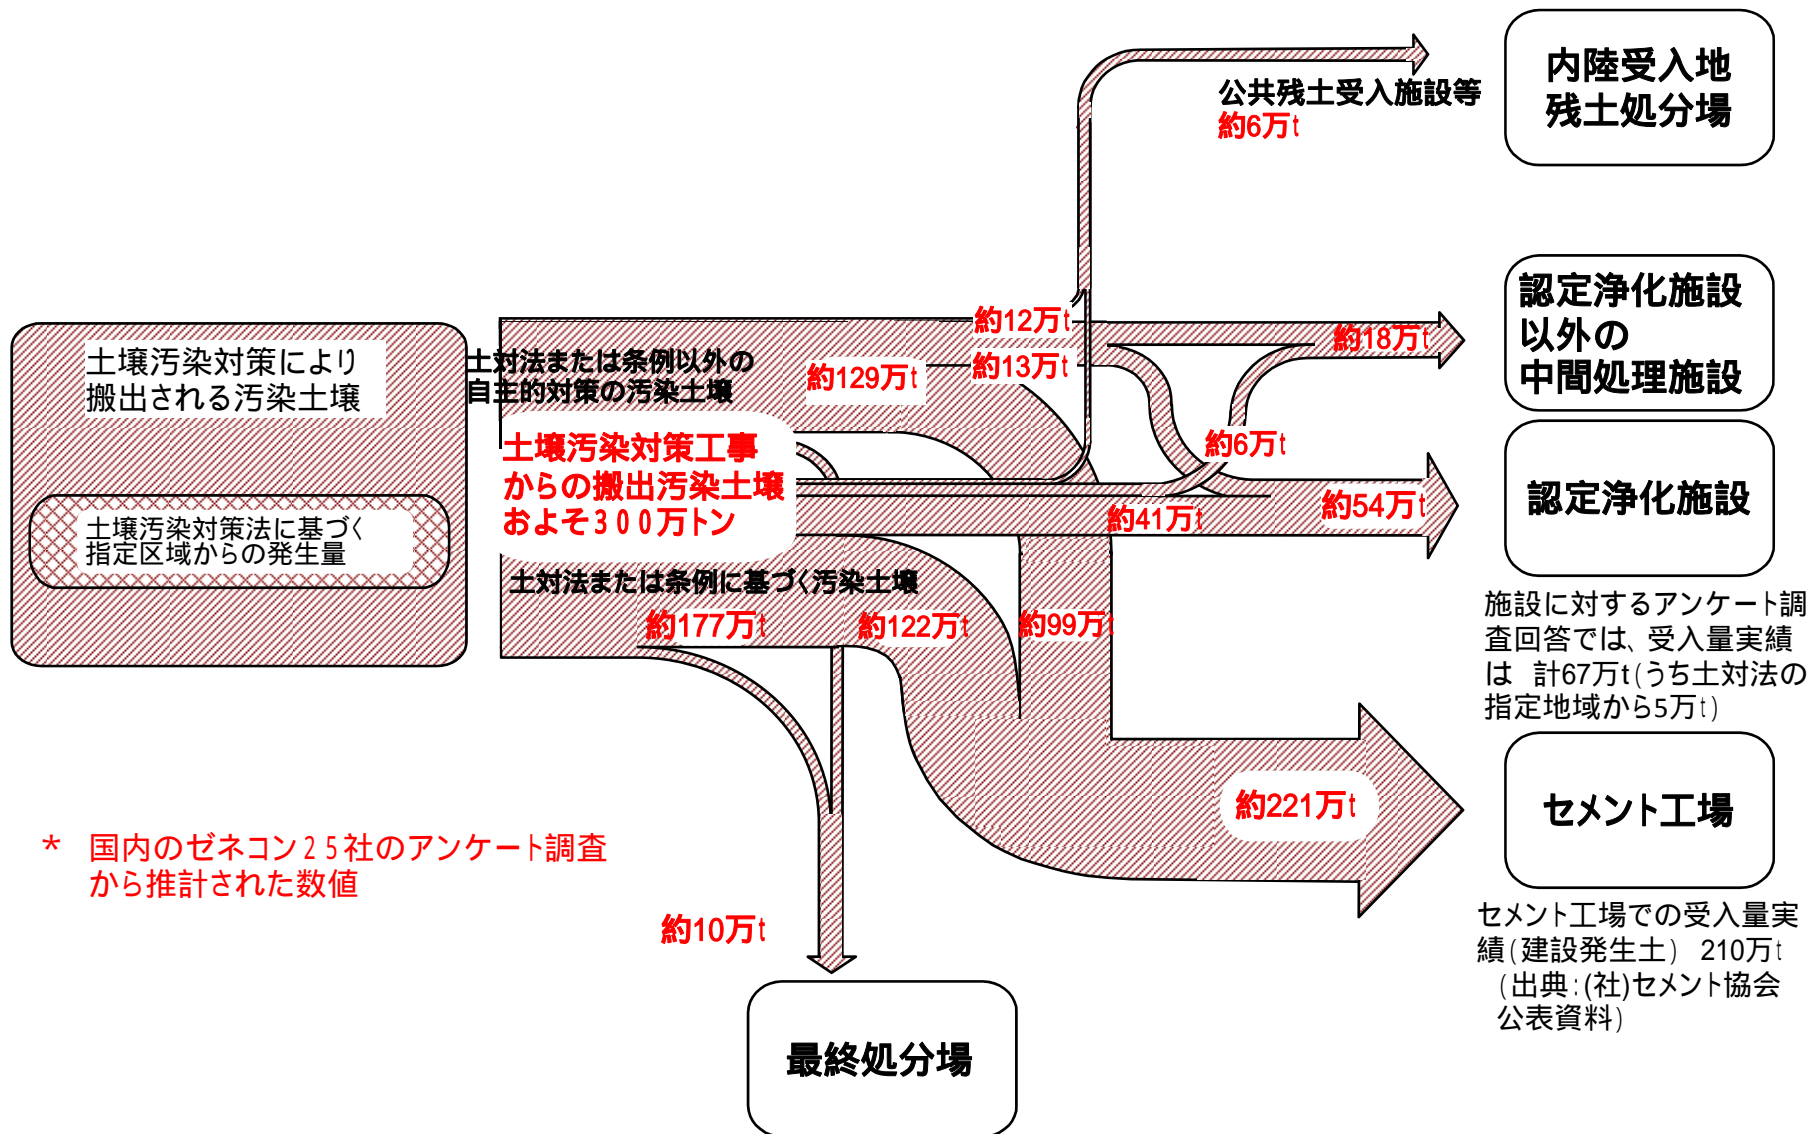 公共残土受入施設等
約6万t
内陸受入地
残土処分場
土壌汚染対策により
搬出される汚染土壌
土壌汚染対策法に基づく
指定区域からの発生量
土対法または条例以外の
自主的対策の汚染土壌
約129万t
約12万t
約13万t
約18万t
認定浄化施設
以外の
中間処理施設
土壌汚染対策工事
からの搬出汚染土壌
およそ300万トン
約6万t
約41万t
約54万t
認定浄化施設
施設に対するアンケート調
査回答では、受入量実績
は 計67万t(うち土対法の
指定地域から5万t)
土対法または条例に基づく汚染土壌
約177万t
約122万t
約99万t
約221万t
セメント工場
セメント工場での受入量実
績(建設発生土) 210万t
(出典:(社)セメント協会
公表資料)
* 国内のゼネコン25社のアンケート調査
から推計された数値
約10万t
最終処分場